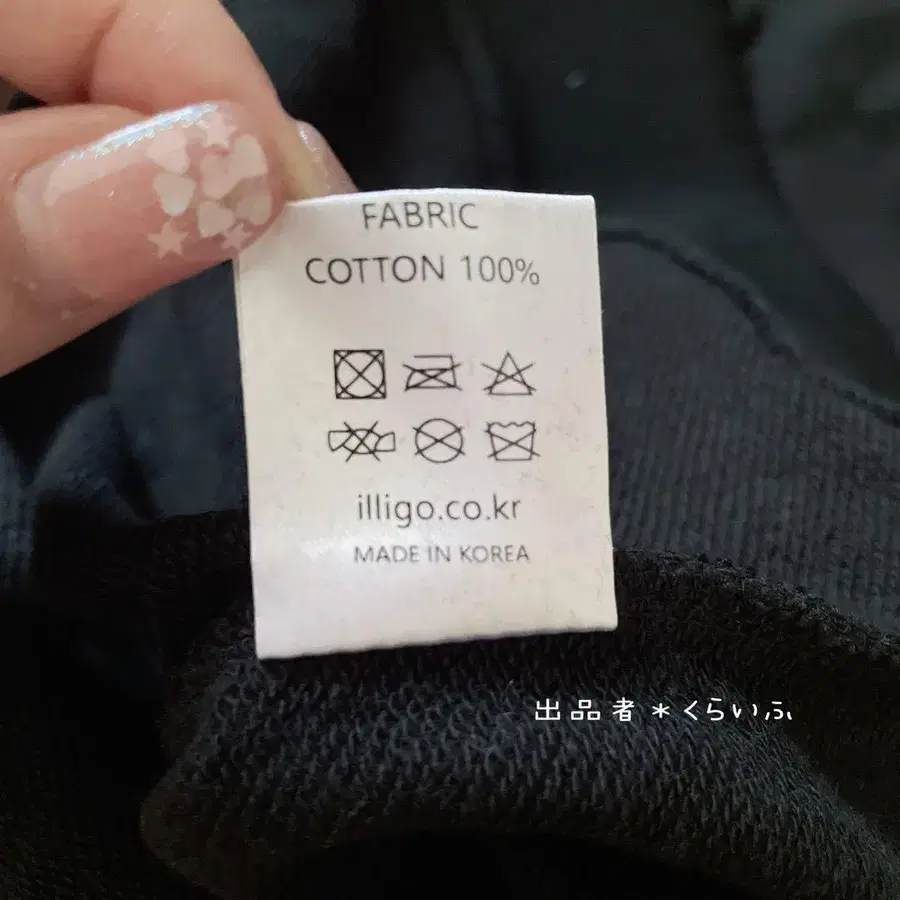 FABRIC
COTTON 100%
illigo.co.kr
MADE IN KOREA
出品者＊くらいふ